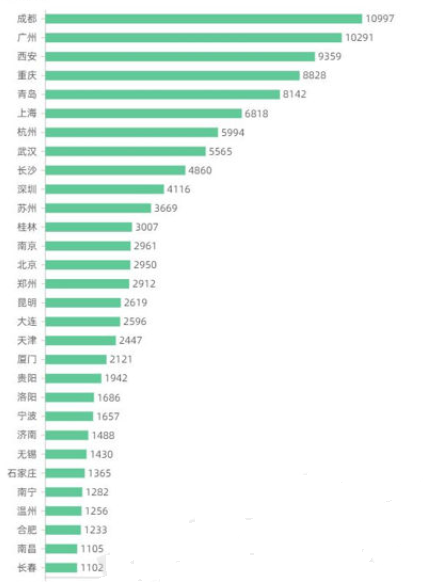 成都 10997
广州 10291
西安 9359
重庆 8828
青岛 8142
上海 6818
杭州 5994
武汉 5565
长沙 4860
深圳 4116
苏州 3669
桂林 3007
南京 2961
北京 2950
郑州 2912
昆明 2619
大连 2596
天津 2447
厦门 2121
贵阳 1942
洛阳 1686
宁波 1657
济南 1488
无锡 1430
石家庄 1365
南宁 1282
温州 1256
合肥 1233
南昌 1105
长春 1102